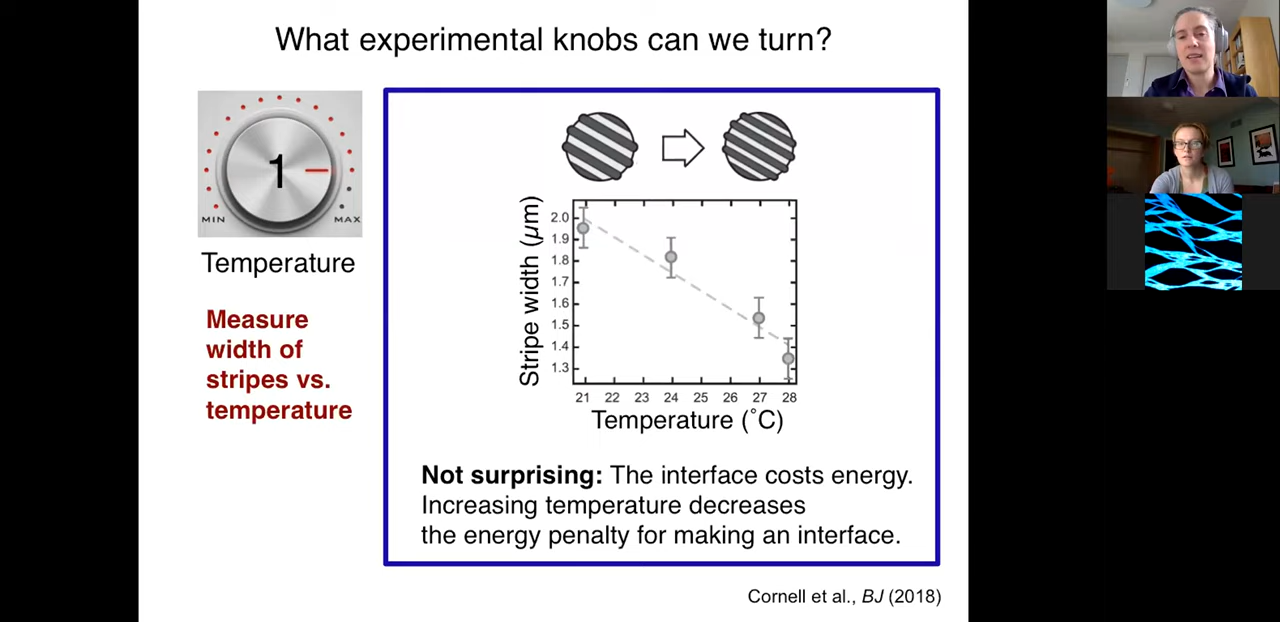 What experimental knobs can we turn?
1
MIN MAX
Temperature
Measure
width of
stripes vs.
temperature
Stripe width (µm)
2.0
1.9
1.8
1.7
1.6
1.5
1.4
1.3
21 22 23 24 25 26 27 28
Temperature (˚C)
Not surprising: The interface costs energy.
Increasing temperature decreases
the energy penalty for making an interface.
Cornell et al., BJ (2018)